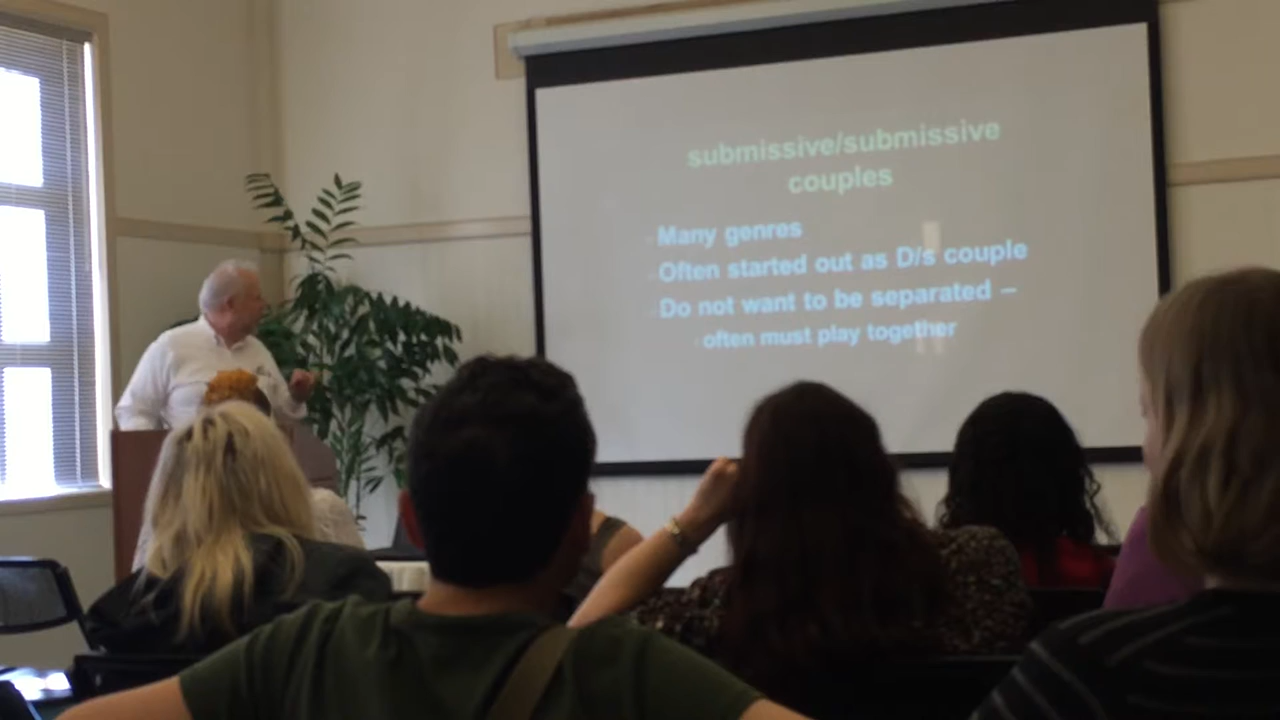 submissive/submissive
couples
Many genres
Often started out as D/s couple
Do not want to be separated –
often must play together